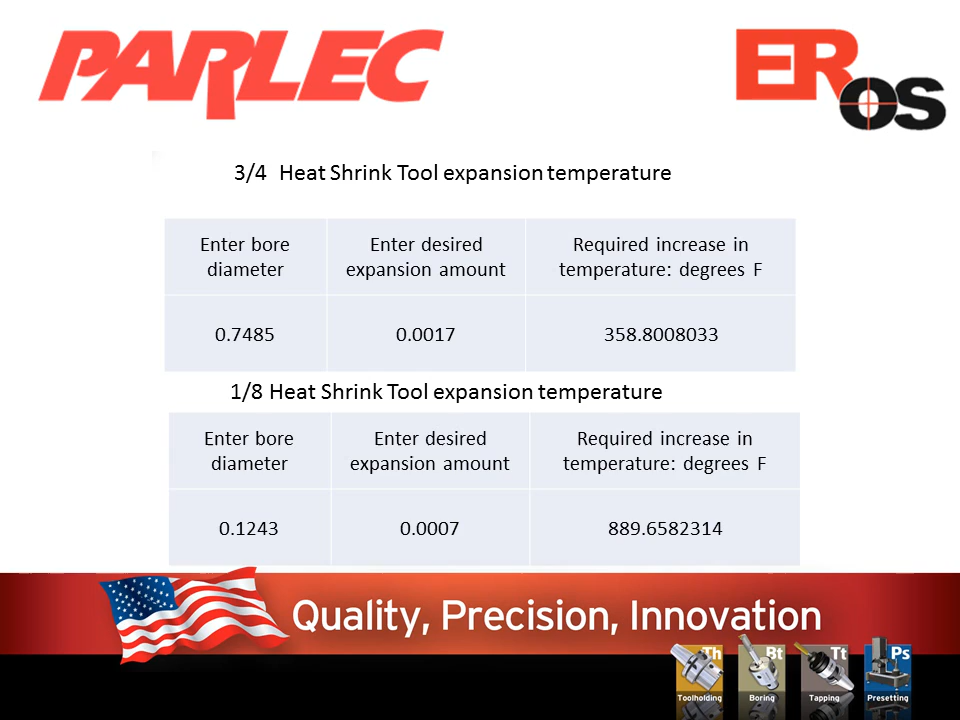 PARLEC
ER
OS
3/4  Heat Shrink Tool expansion temperature
Enter bore
diameter
Enter desired
expansion amount
Required increase in
temperature: degrees F
0.7485
0.0017
358.8008033
1/8 Heat Shrink Tool expansion temperature
Enter bore
diameter
Enter desired
expansion amount
Required increase in
temperature: degrees F
0.1243
0.0007
889.6582314
Quality, Precision, Innovation
Th
Toolholding
Bt
Boring
Tt
Tapping
Ps
Presetting